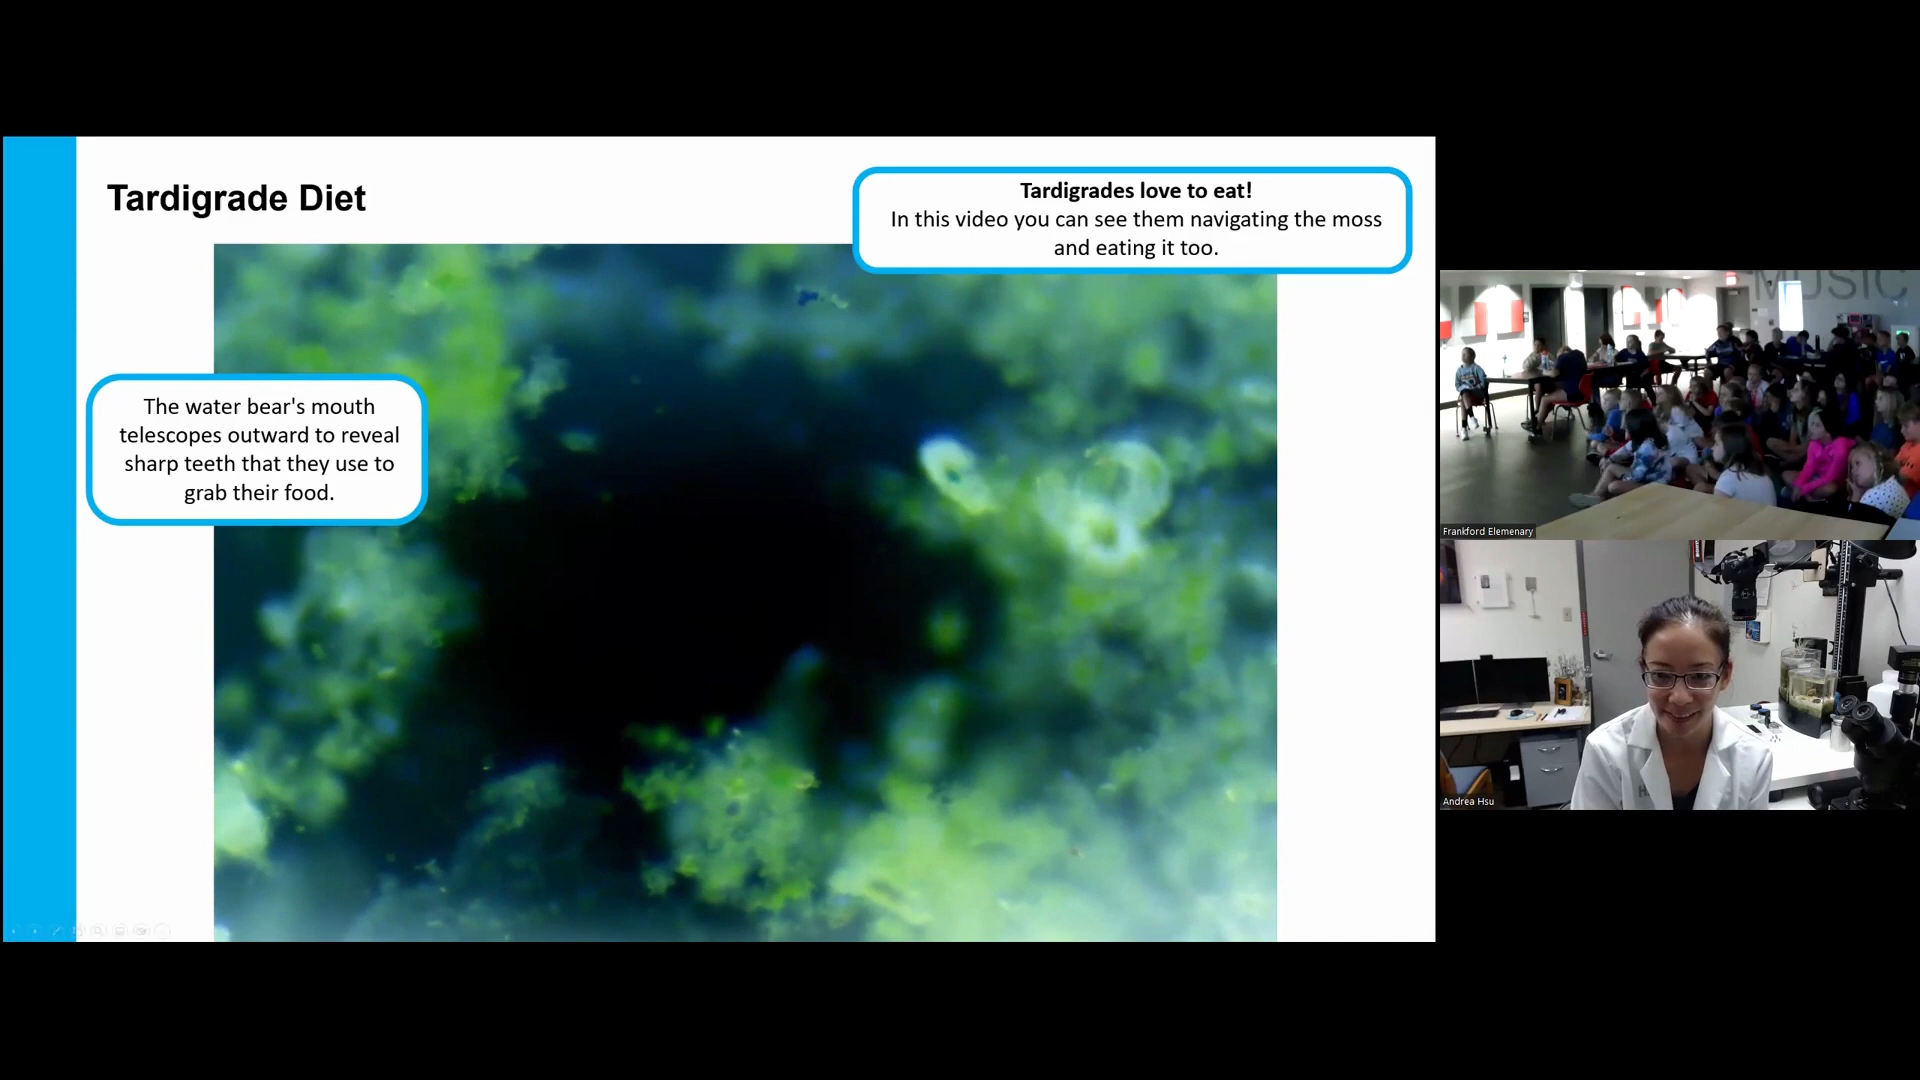 Tardigrade Diet
Tardigrades love to eat!
In this video you can see them navigating the moss
and eating it too.
The water bear's mouth
telescopes outward to reveal
sharp teeth that they use to
grab their food.
MUSIC
Frankford Elemenary
Andrea Hsu